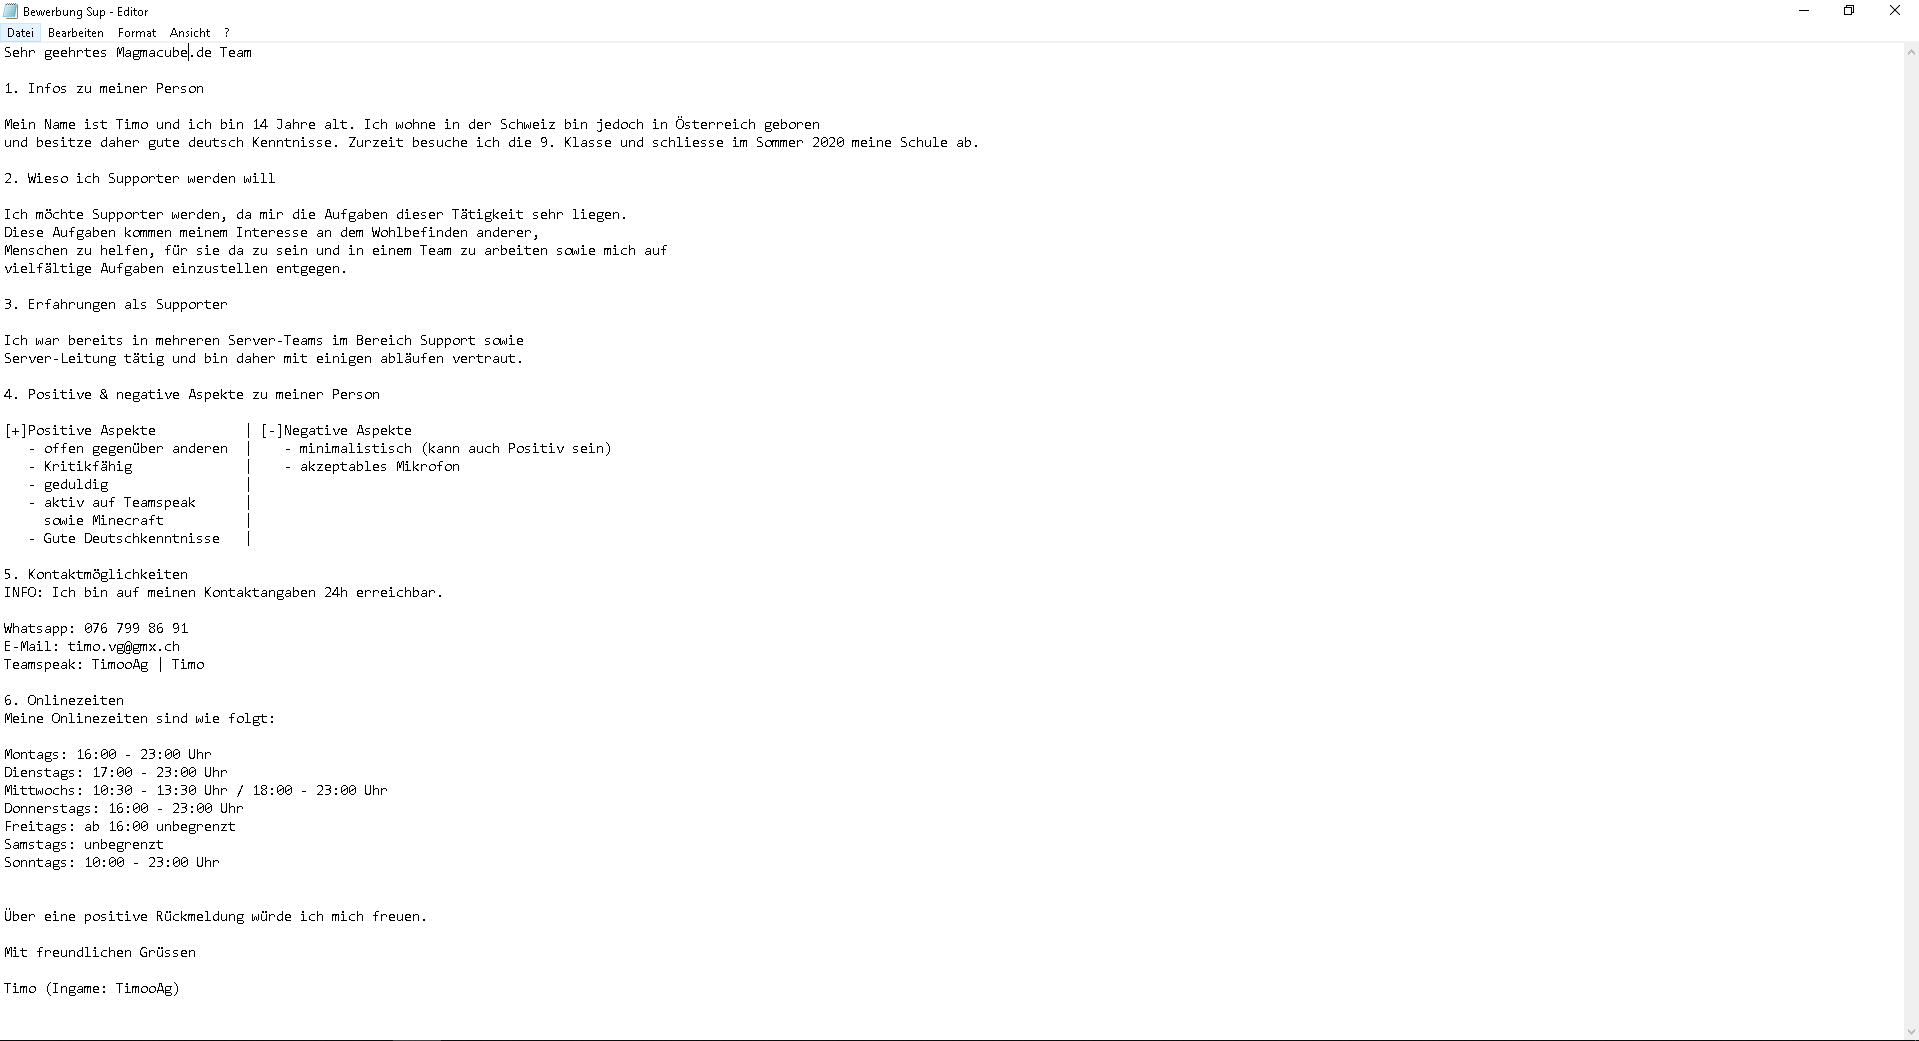 Bewerbung Sup - Editor
Datei Bearbeiten Format Ansicht ?
Sehr geehrtes Magmacube.de Team
1. Infos zu meiner Person
Mein Name ist Timo und ich bin 14 Jahre alt. Ich wohne in der Schweiz bin jedoch in Österreich geboren
und besitze daher gute deutsch Kenntnisse. Zurzeit besuche ich die 9. Klasse und schliesse im Sommer 2020 meine Schule ab.
2. Wieso ich Supporter werden will
Ich möchte Supporter werden, da mir die Aufgaben dieser Tätigkeit sehr liegen.
Diese Aufgaben kommen meinem Interesse an dem Wohlbefinden anderer,
Menschen zu helfen, für sie da zu sein und in einem Team zu arbeiten sowie mich auf
vielfältige Aufgaben einzustellen entgegen.
3. Erfahrungen als Supporter
Ich war bereits in mehreren Server-Teams im Bereich Support sowie
Server-Leitung tätig und bin daher mit einigen abläufen vertraut.
4. Positive & negative Aspekte zu meiner Person
[+]Positive Aspekte | [-]Negative Aspekte
- offen gegenüber anderen | - minimalistisch (kann auch Positiv sein)
- Kritikfähig | - akzeptables Mikrofon
- geduldig |
- aktiv auf Teamspeak |
sowie Minecraft |
- Gute Deutschkenntnisse |
5. Kontaktmöglichkeiten
INFO: Ich bin auf meinen Kontaktangaben 24h erreichbar.
Whatsapp: 076 799 86 91
E-Mail: timo.vg@gmx.ch
Teamspeak: TimooAg | Timo
6. Onlinezeiten
Meine Onlinezeiten sind wie folgt:
Montags: 16:00 - 23:00 Uhr
Dienstags: 17:00 - 23:00 Uhr
Mittwochs: 10:30 - 13:30 Uhr / 18:00 - 23:00 Uhr
Donnerstags: 16:00 - 23:00 Uhr
Freitags: ab 16:00 unbegrenzt
Samstags: unbegrenzt
Sonntags: 10:00 - 23:00 Uhr
Über eine positive Rückmeldung würde ich mich freuen.
Mit freundlichen Grüssen
Timo (Ingame: TimooAg)